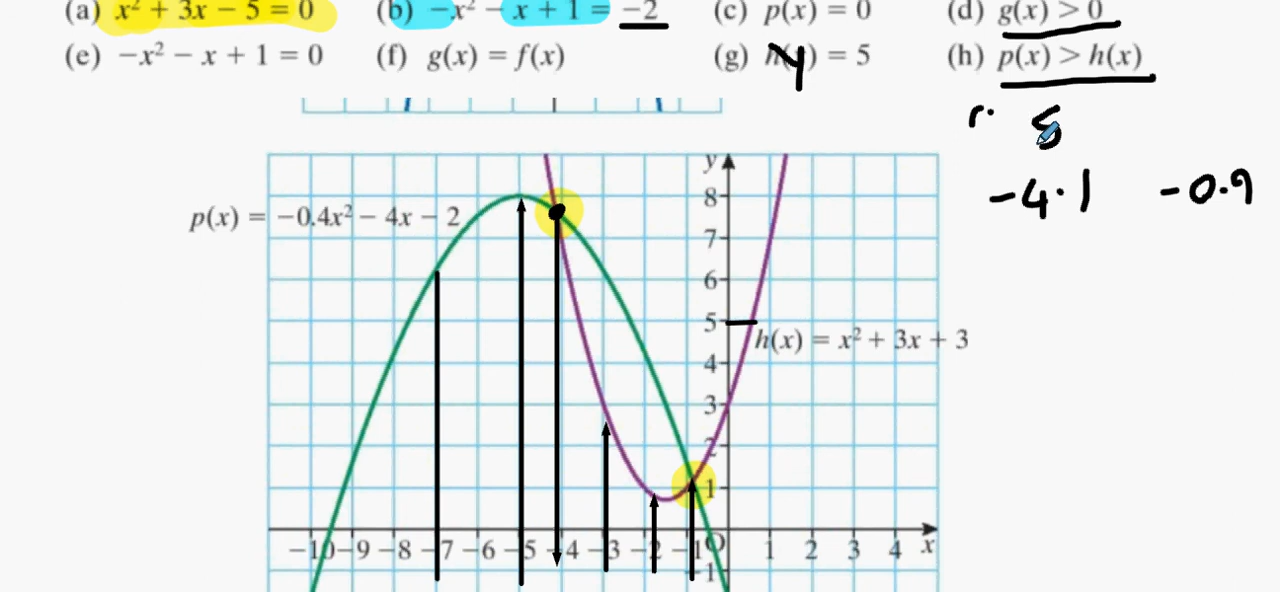 (a) x² + 3x − 5 = 0 (b) −x² − x + 1 = −2 (c) p(x) = 0 (d) g(x) > 0
(e) −x² − x + 1 = 0 (f) g(x) = f(x) (g) y ) = 5 (h) p(x) > h(x)
r. 5
−4.1 −0.9
y
8
p(x) = −0.4x² − 4x − 2
7
6
5
h(x) = x² + 3x + 3
4
3
2
1
−10 −9 −8 −7 −6 −5 −4 −3 −2 −1 O 1 2 3 4 x
−1